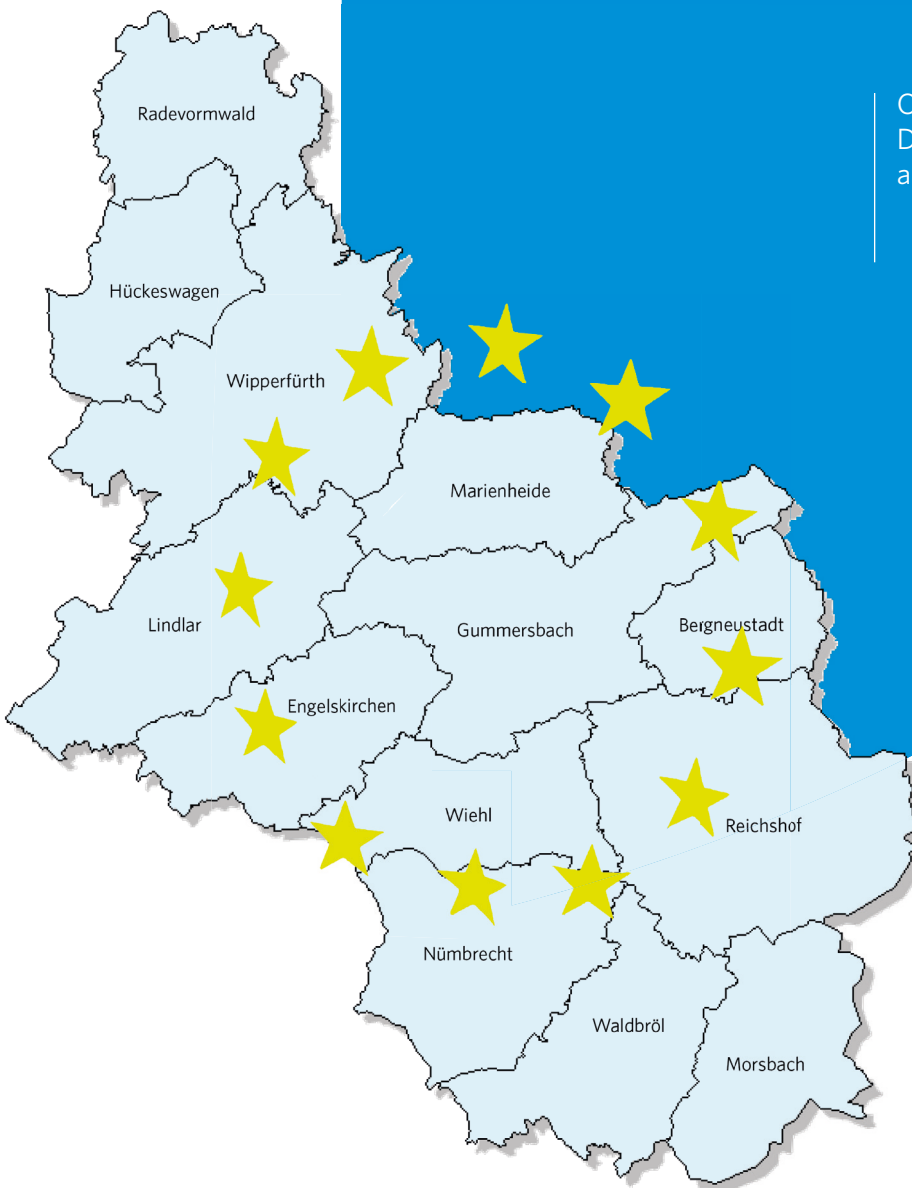 Radevormwald
Hückeswagen
Wipperfürth
Marienheide
Lindlar
Gummersbach
Bergneustadt
Engelskirchen
Wiehl
Reichshof
Nümbrecht
Waldbröl
Morsbach